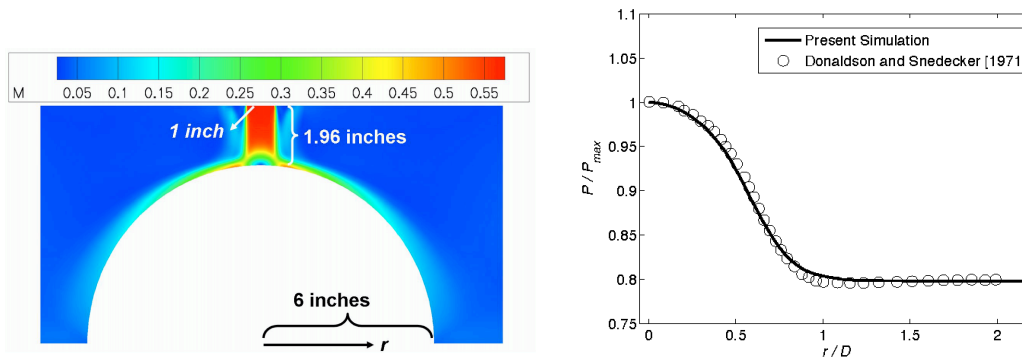 M
0.05 0.1 0.15 0.2 0.25 0.3 0.35 0.4 0.45 0.5 0.55
1 inch
1.96 inches
6 inches
r
1.1
1.05
1
0.95
0.9
0.85
0.8
0.75
P / Pmax
Present Simulation
Donaldson and Snedecker [1971
0 0.5 1 1.5 2
r / D